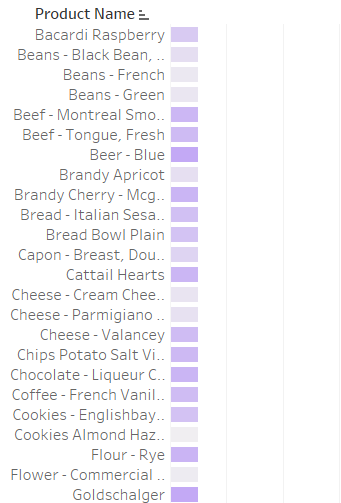 Product Name
Bacardi Raspberry
Beans - Black Bean, ..
Beans - French
Beans - Green
Beef - Montreal Smo..
Beef - Tongue, Fresh
Beer - Blue
Brandy Apricot
Brandy Cherry - Mcg..
Bread - Italian Sesa..
Bread Bowl Plain
Capon - Breast, Dou..
Cattail Hearts
Cheese - Cream Chee..
Cheese - Parmigiano ..
Cheese - Valancey
Chips Potato Salt Vi..
Chocolate - Liqueur C..
Coffee - French Vanil..
Cookies - Englishbay..
Cookies Almond Haz..
Flour - Rye
Flower - Commercial ..
Goldschalger